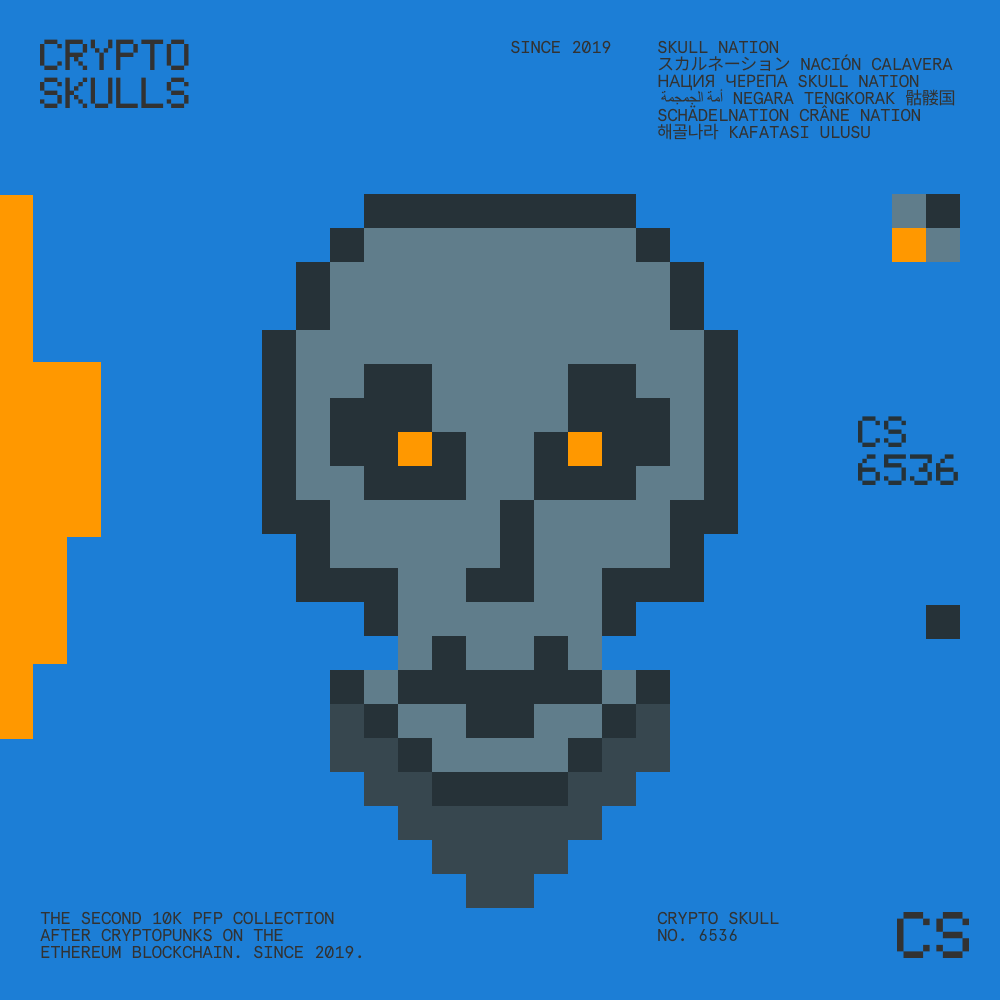 CRYPTO
SKULLS
SINCE 2019
SKULL NATION
スカルネーション NACIÓN CALAVERA
НАЦИЯ ЧЕРЕПА SKULL NATION
أمة الجمجمة NEGARA TENGKORAK 骷髅国
SCHÄDELNATION CRÂNE NATION
해골나라 KAFATASI ULUSU
CS
6536
THE SECOND 10K PFP COLLECTION
AFTER CRYPTOPUNKS ON THE
ETHEREUM BLOCKCHAIN. SINCE 2019.
CRYPTO SKULL
NO. 6536
CS